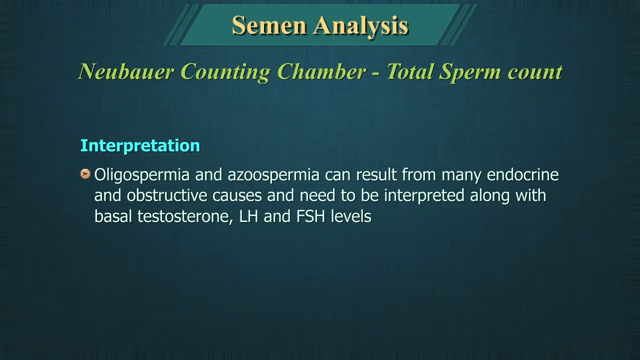 Semen Analysis
Neubauer Counting Chamber - Total Sperm count
Interpretation
Oligospermia and azoospermia can result from many endocrine
and obstructive causes and need to be interpreted along with
basal testosterone, LH and FSH levels